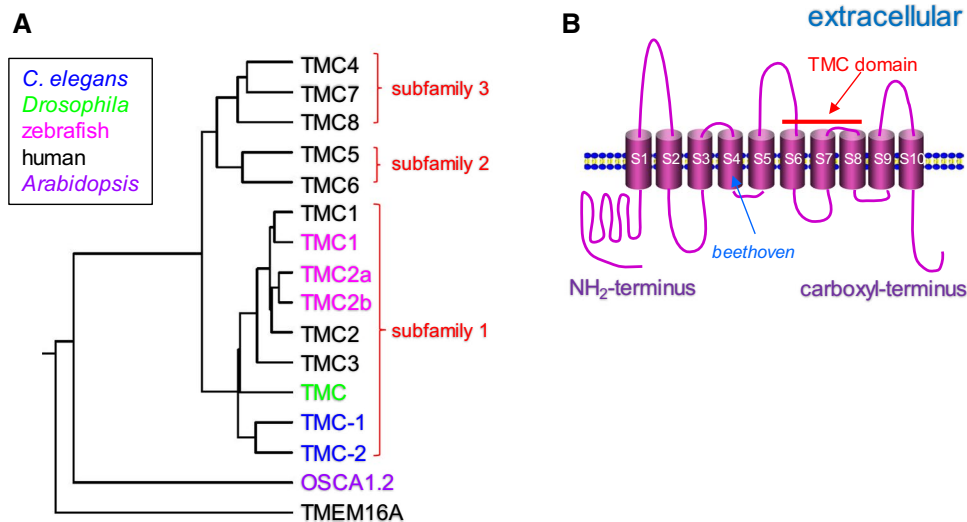 A
C. elegans
Drosophila
zebrafish
human
Arabidopsis
TMC4
TMC7
TMC8
subfamily 3
TMC5
TMC6
subfamily 2
TMC1
TMC1
TMC2a
TMC2b
TMC2
TMC3
TMC
TMC-1
TMC-2
subfamily 1
OSCA1.2
TMEM16A
B
extracellular
TMC domain
S1 S2 S3 S4 S5 S6 S7 S8 S9 S10
beethoven
NH2-terminus
carboxyl-terminus